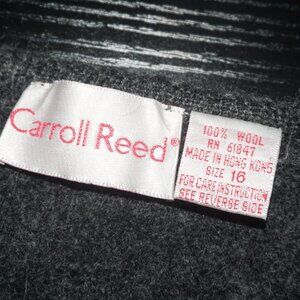 Carroll Reed®
100% WOOL
RN 61847
MADE IN HONG KONG
SIZE 16
FOR CARE INSTRUCTION
SEE REVERSE SIDE